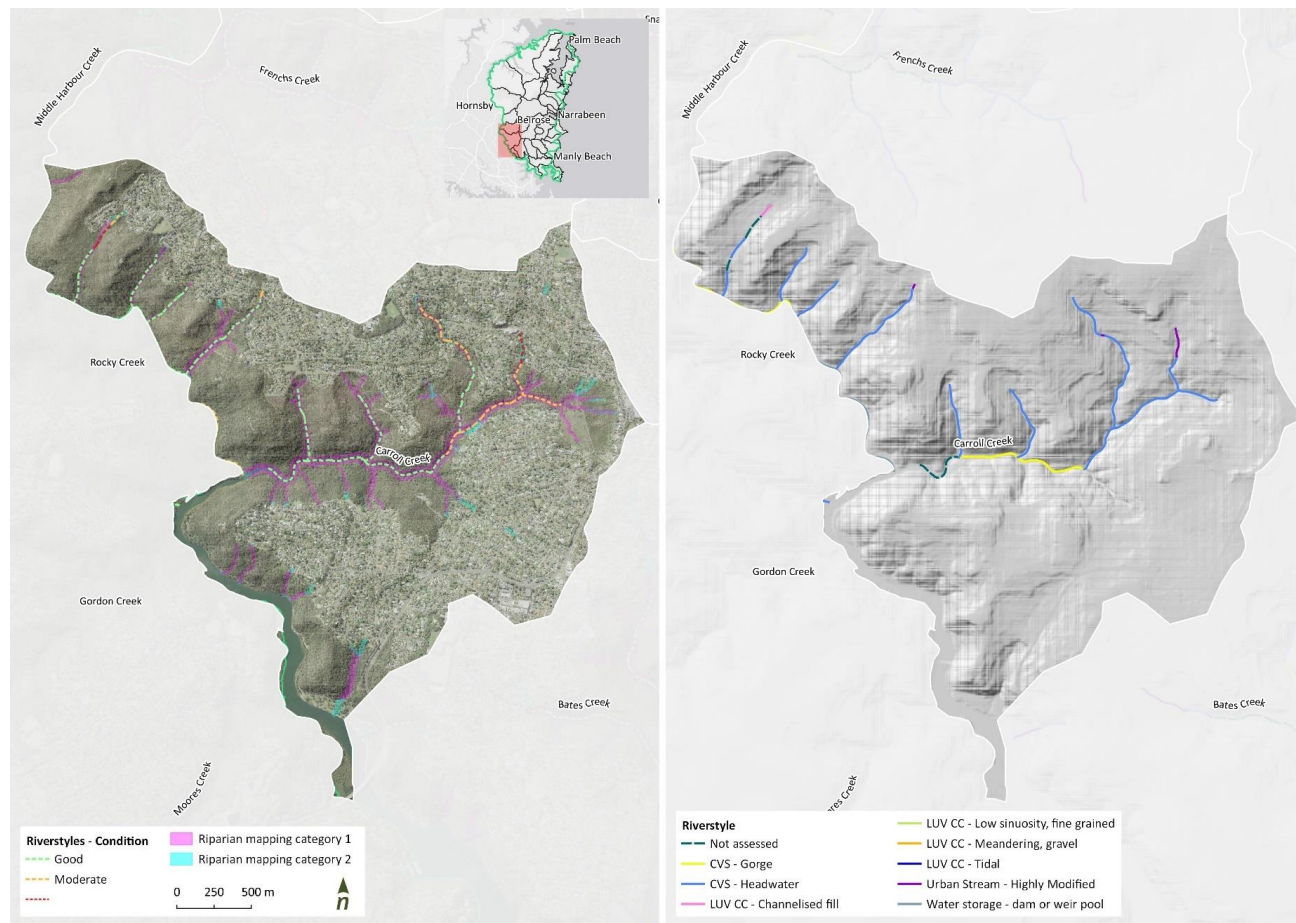 Sna
Palm Beach
Middle Harbour Creek
Frenchs Creek
Hornsby
Narrabeen
Belrose
Manly Beach
Rocky Creek
Carroll Creek
Gordon Creek
Bates Creek
Moores Creek
Riverstyles - Condition
Good
Moderate
Riparian mapping category 1
Riparian mapping category 2
0 250 500 m
n
Middle Harbour Creek
Frenchs Creek
Rocky Creek
Carroll Creek
Gordon Creek
Bates Creek
res Creek
Riverstyle
Not assessed
CVS - Gorge
CVS - Headwater
LUV CC - Channelised fill
LUV CC - Low sinuosity, fine grained
LUV CC - Meandering, gravel
LUV CC - Tidal
Urban Stream - Highly Modified
Water storage - dam or weir pool